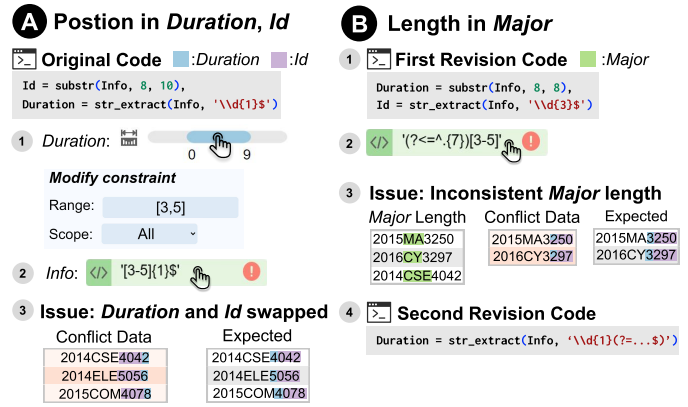 A Postion in Duration, Id
Original Code :Duration :Id
Id = substr(Info, 8, 10),
Duration = str_extract(Info, '\\d{1}$')
1 Duration:
0 9
Modify constraint
Range: [3,5]
Scope: All
2 Info: </> '[3-5]{1}$' !
3 Issue: Duration and Id swapped
Conflict Data Expected
2014CSE4042 2014CSE4042
2014ELE5056 2014ELE5056
2015COM4078 2015COM4078
B Length in Major
1 First Revision Code :Major
Duration = substr(Info, 8, 8),
Id = str_extract(Info, '\\d{3}$')
2 </> '(?<=^.{7})[3-5]' !
3 Issue: Inconsistent Major length
Major Length Conflict Data Expected
2015MA3250 2015MA3250 2015MA3250
2016CY3297 2016CY3297 2016CY3297
2014CSE4042
4 Second Revision Code
Duration = str_extract(Info, ‘\\d{1}(?=...$)’)